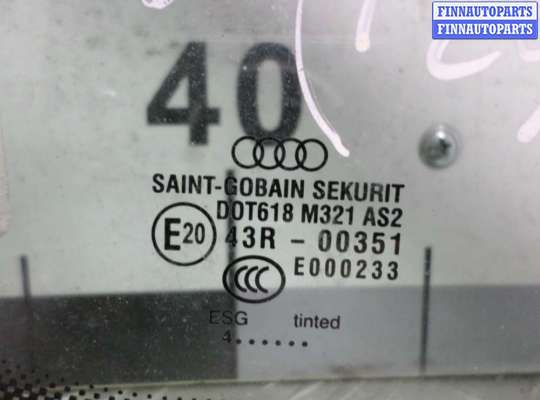 FINNAUTOPARTS
FINNAUTOPARTS
40
SAINT-GOBAIN SEKURIT
DOT618 M321 AS2
E20 43R - 00351
CCC E000233
ESG tinted
4......